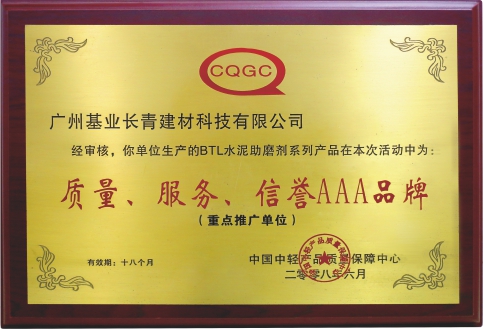 CQGC
广州基业长青建材科技有限公司
经审核，你单位生产的BTL水泥助磨剂系列产品在本次活动中为：
质量、服务、信誉AAA品牌
（重点推广单位）
有效期：十八个月
中国中轻产品质量保障中心
二零零八年六月